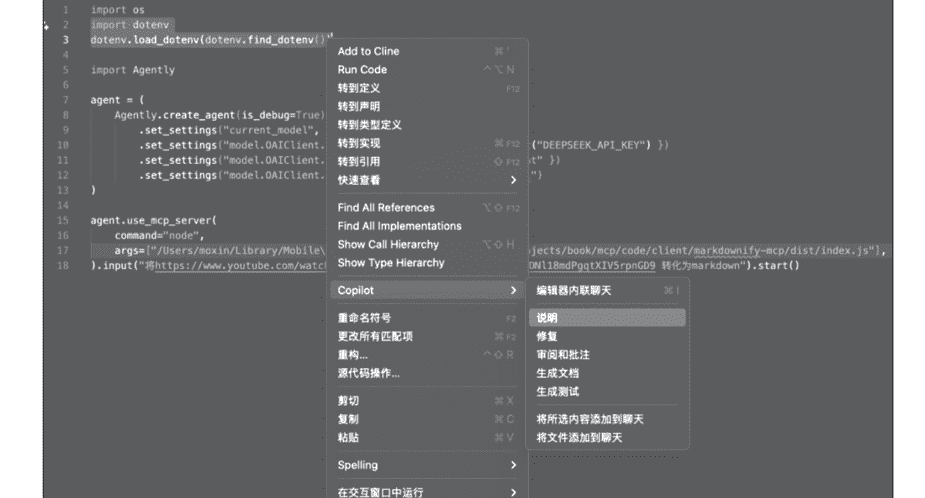 1 import os
2 import dotenv
3 dotenv.load_dotenv(dotenv.find_dotenv())
4
5 import Agently
6
7 agent = (
8 Agently.create_agent(is_debug=True)
9 .set_settings("current_model",
10 .set_settings("model.OAIClient. ("DEEPSEEK_API_KEY") })
11 .set_settings("model.OAIClient. t" })
12 .set_settings("model.OAIClient. ")
13 )
14
15 agent.use_mcp_server(
16 command="node",
17 args=["/Users/moxin/Library/Mobile\ ojects/book/mcp/code/client/markdownify-mcp/dist/index.js"],
18 ).input("将https://www.youtube.com/watc 转化为markdown").start()
Add to Cline ⌘ '
Run Code ^⌥ N
转到定义 F12
转到声明
转到类型定义
转到实现 ⌘ F12
转到引用 ⇧ F12
快速查看
Find All References ⌥⇧ F12
Find All Implementations
Show Call Hierarchy ⌥⇧ H
Show Type Hierarchy
Copilot
重命名符号 F2
更改所有匹配项 ⌘ F2
重构... ^⇧ R
源代码操作...
剪切 ⌘ X
复制 ⌘ C
粘贴 ⌘ V
Spelling
在交互窗口中运行
编辑器内联聊天 ⌘ I
说明
修复
审阅和批注
生成文档
生成测试
将所选内容添加到聊天
将文件添加到聊天